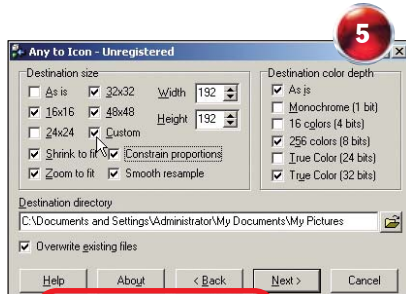 5
Any to Icon - Unregistered
Destination size
As is
32x32
Width 192
16x16
48x48
Height 192
24x24
Custom
Shrink to fit
Constrain proportions
Zoom to fit
Smooth resample
Destination color depth
As is
Monochrome (1 bit)
16 colors (4 bits)
256 colors (8 bits)
True Color (24 bits)
True Color (32 bits)
Destination directory
C:\Documents and Settings\Administrator\My Documents\My Pictures
Overwrite existing files
Help
About
< Back
Next >
Cancel